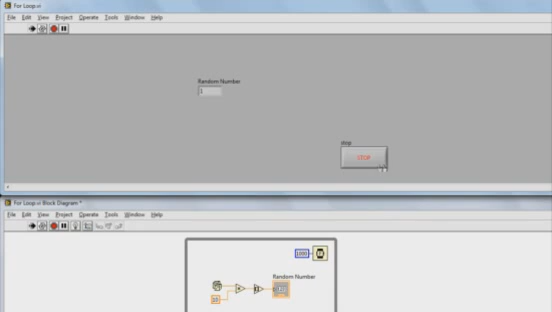 For Loop.vi
File Edit View Project Operate Tools Window Help
Random Number
1
stop
STOP
For Loop.vi Block Diagram *
File Edit View Project Operate Tools Window Help
1000
Random Number
10